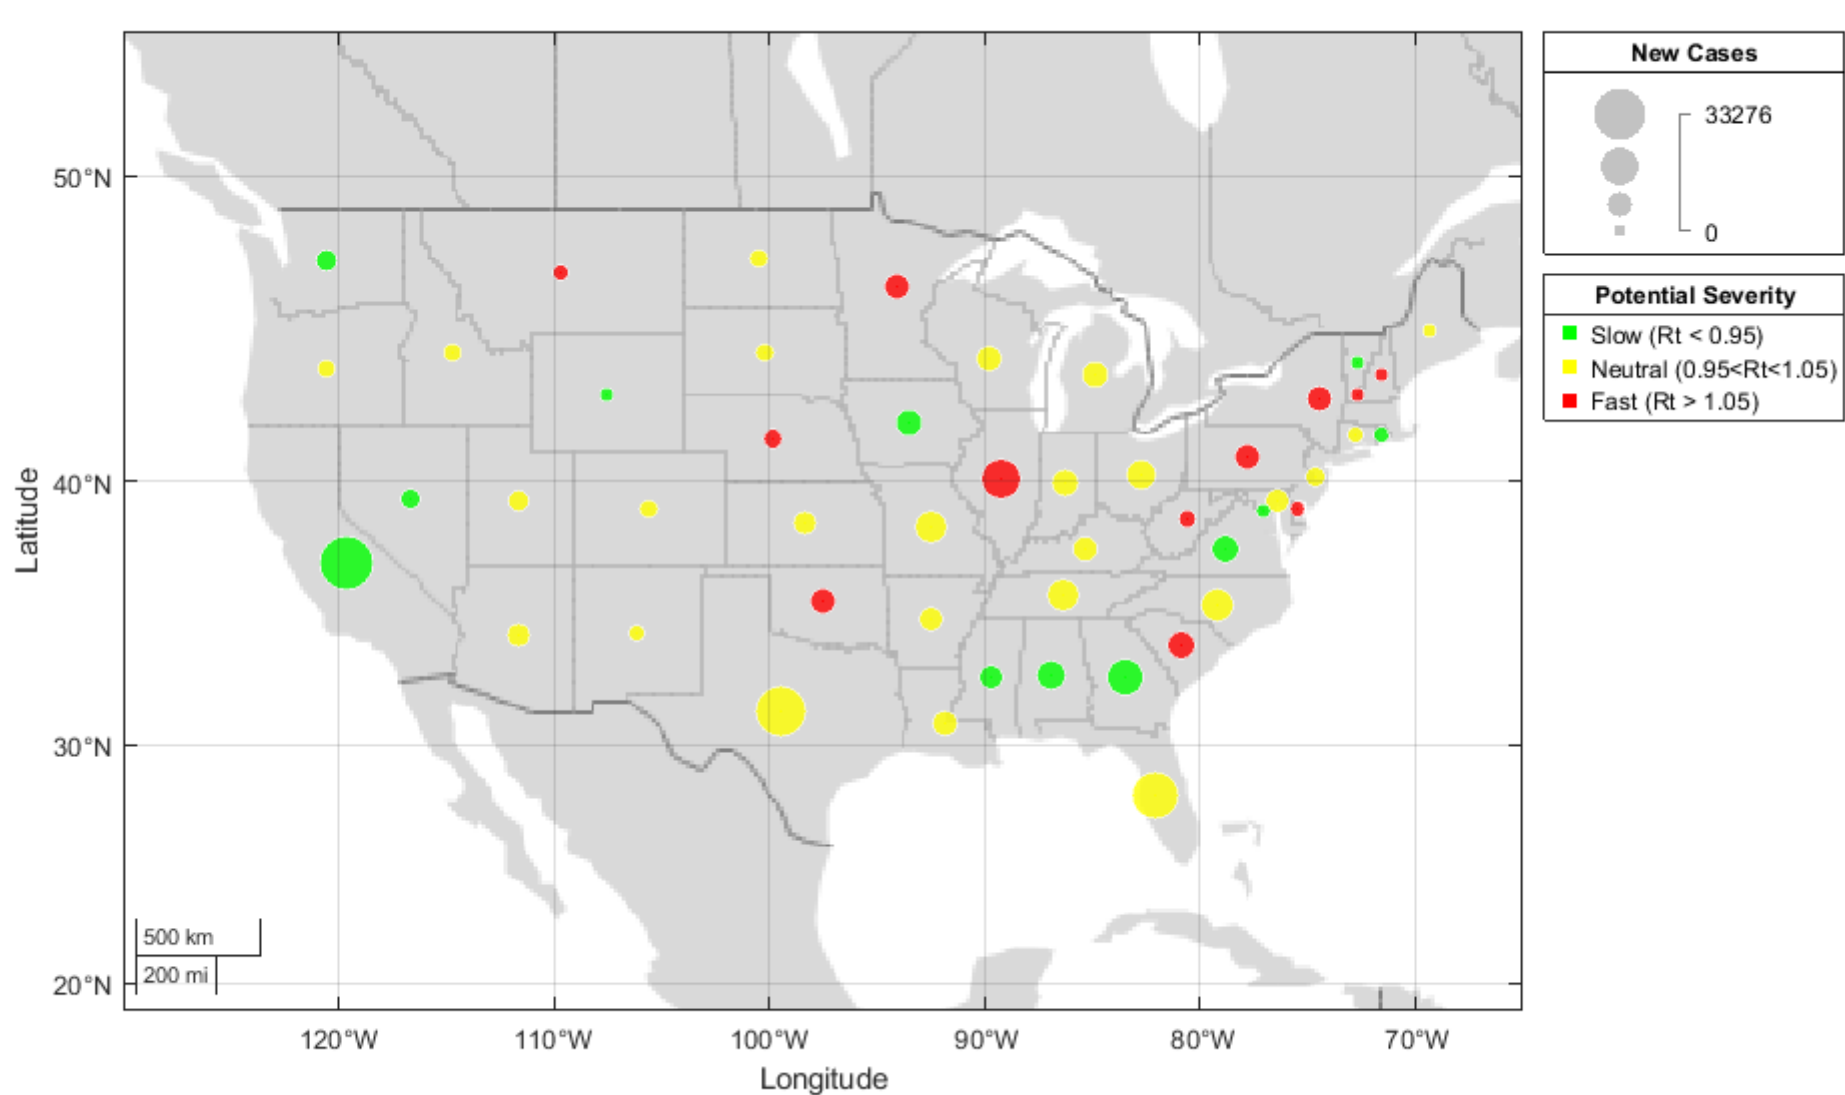 New Cases
33276
0
Potential Severity
Slow (Rt < 0.95)
Neutral (0.95<Rt<1.05)
Fast (Rt > 1.05)
50°N
40°N
30°N
20°N
Latitude
500 km
200 mi
120°W
110°W
100°W
90°W
80°W
70°W
Longitude